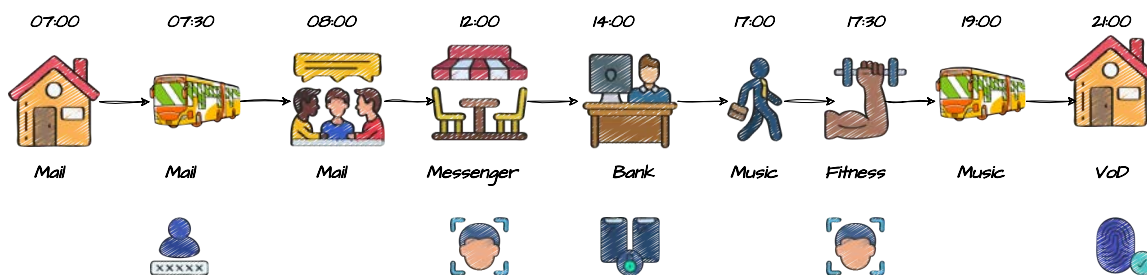 07:00 07:30 08:00 12:00 14:00 17:00 17:30 19:00 21:00
Mail Mail Mail Messenger Bank Music Fitness Music VoD
xxxxx